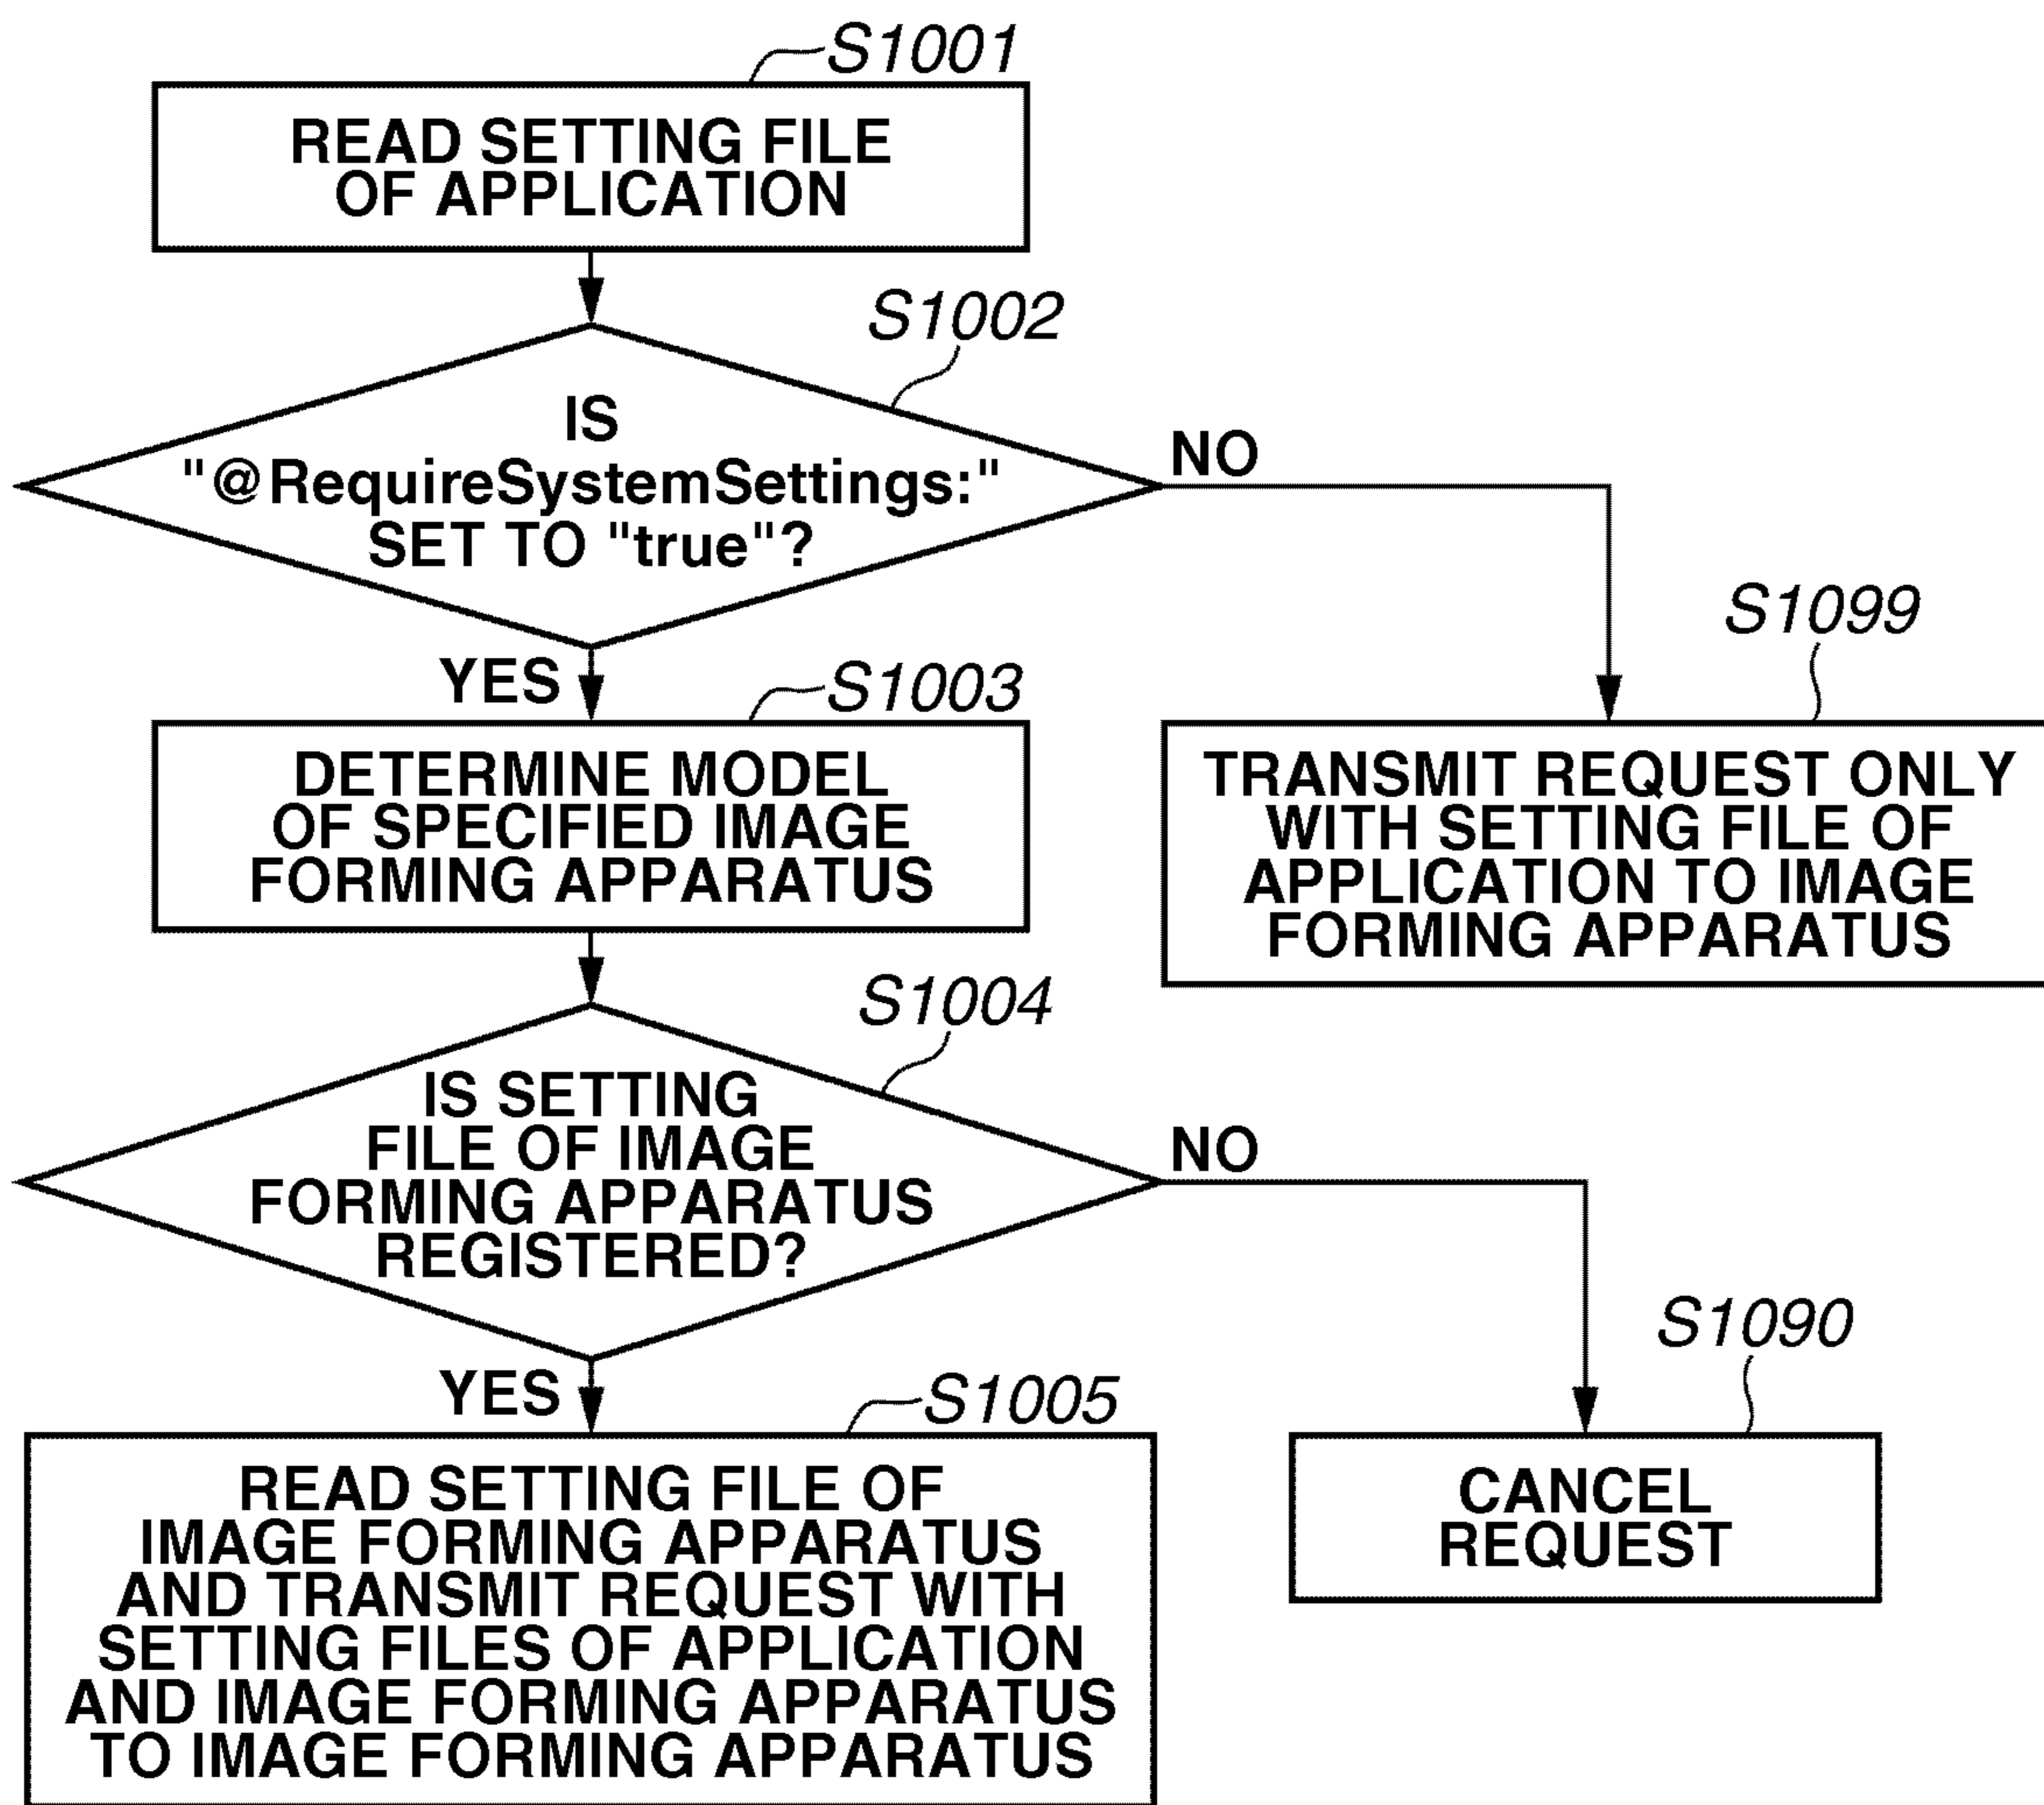 S1001
READ SETTING FILE
OF APPLICATION
S1002
IS
"@RequireSystemSettings:"
SET TO "true"?
NO
YES
S1099
TRANSMIT REQUEST ONLY
WITH SETTING FILE OF
APPLICATION TO IMAGE
FORMING APPARATUS
S1003
DETERMINE MODEL
OF SPECIFIED IMAGE
FORMING APPARATUS
S1004
IS SETTING
FILE OF IMAGE
FORMING APPARATUS
REGISTERED?
NO
YES
S1090
CANCEL
REQUEST
S1005
READ SETTING FILE OF
IMAGE FORMING APPARATUS
AND TRANSMIT REQUEST WITH
SETTING FILES OF APPLICATION
AND IMAGE FORMING APPARATUS
TO IMAGE FORMING APPARATUS